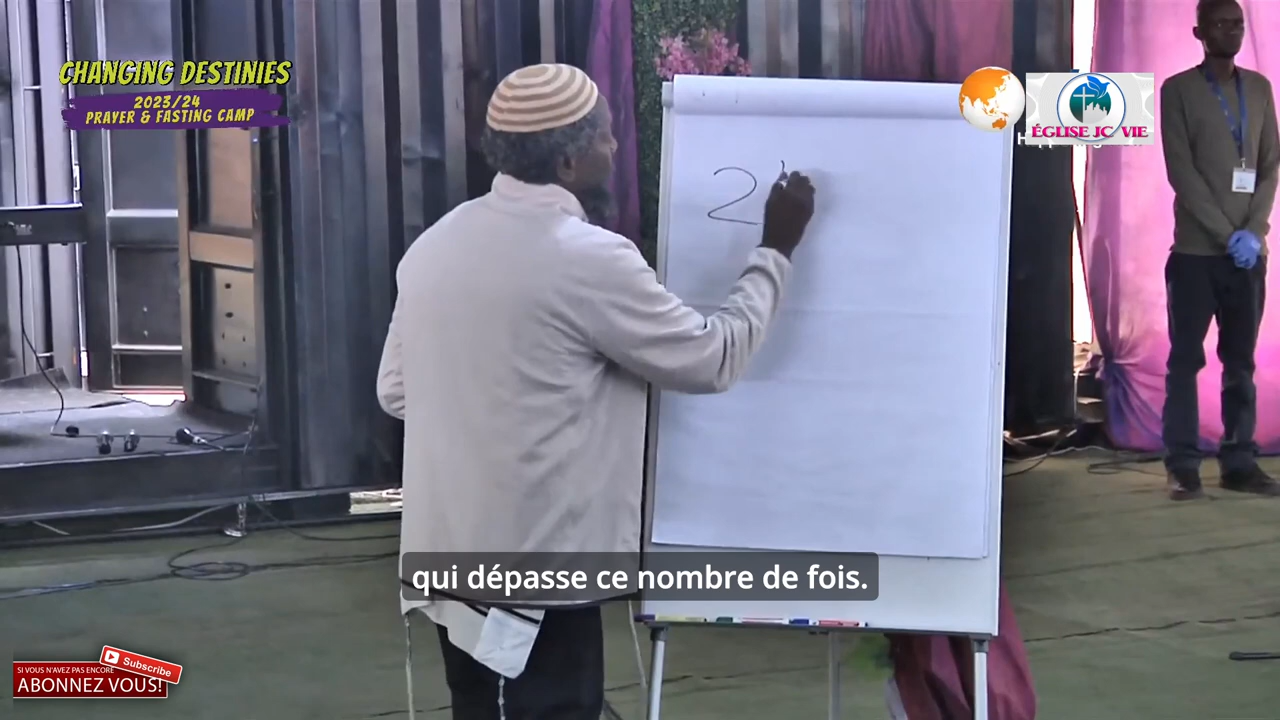 CHANGING DESTINIES
2023/24
PRAYER & FASTING CAMP
ÉGLISE JC VIE
2
qui dépasse ce nombre de fois.
SI VOUS N'AVEZ PAS ENCORE
ABONNEZ VOUS!
Subscribe